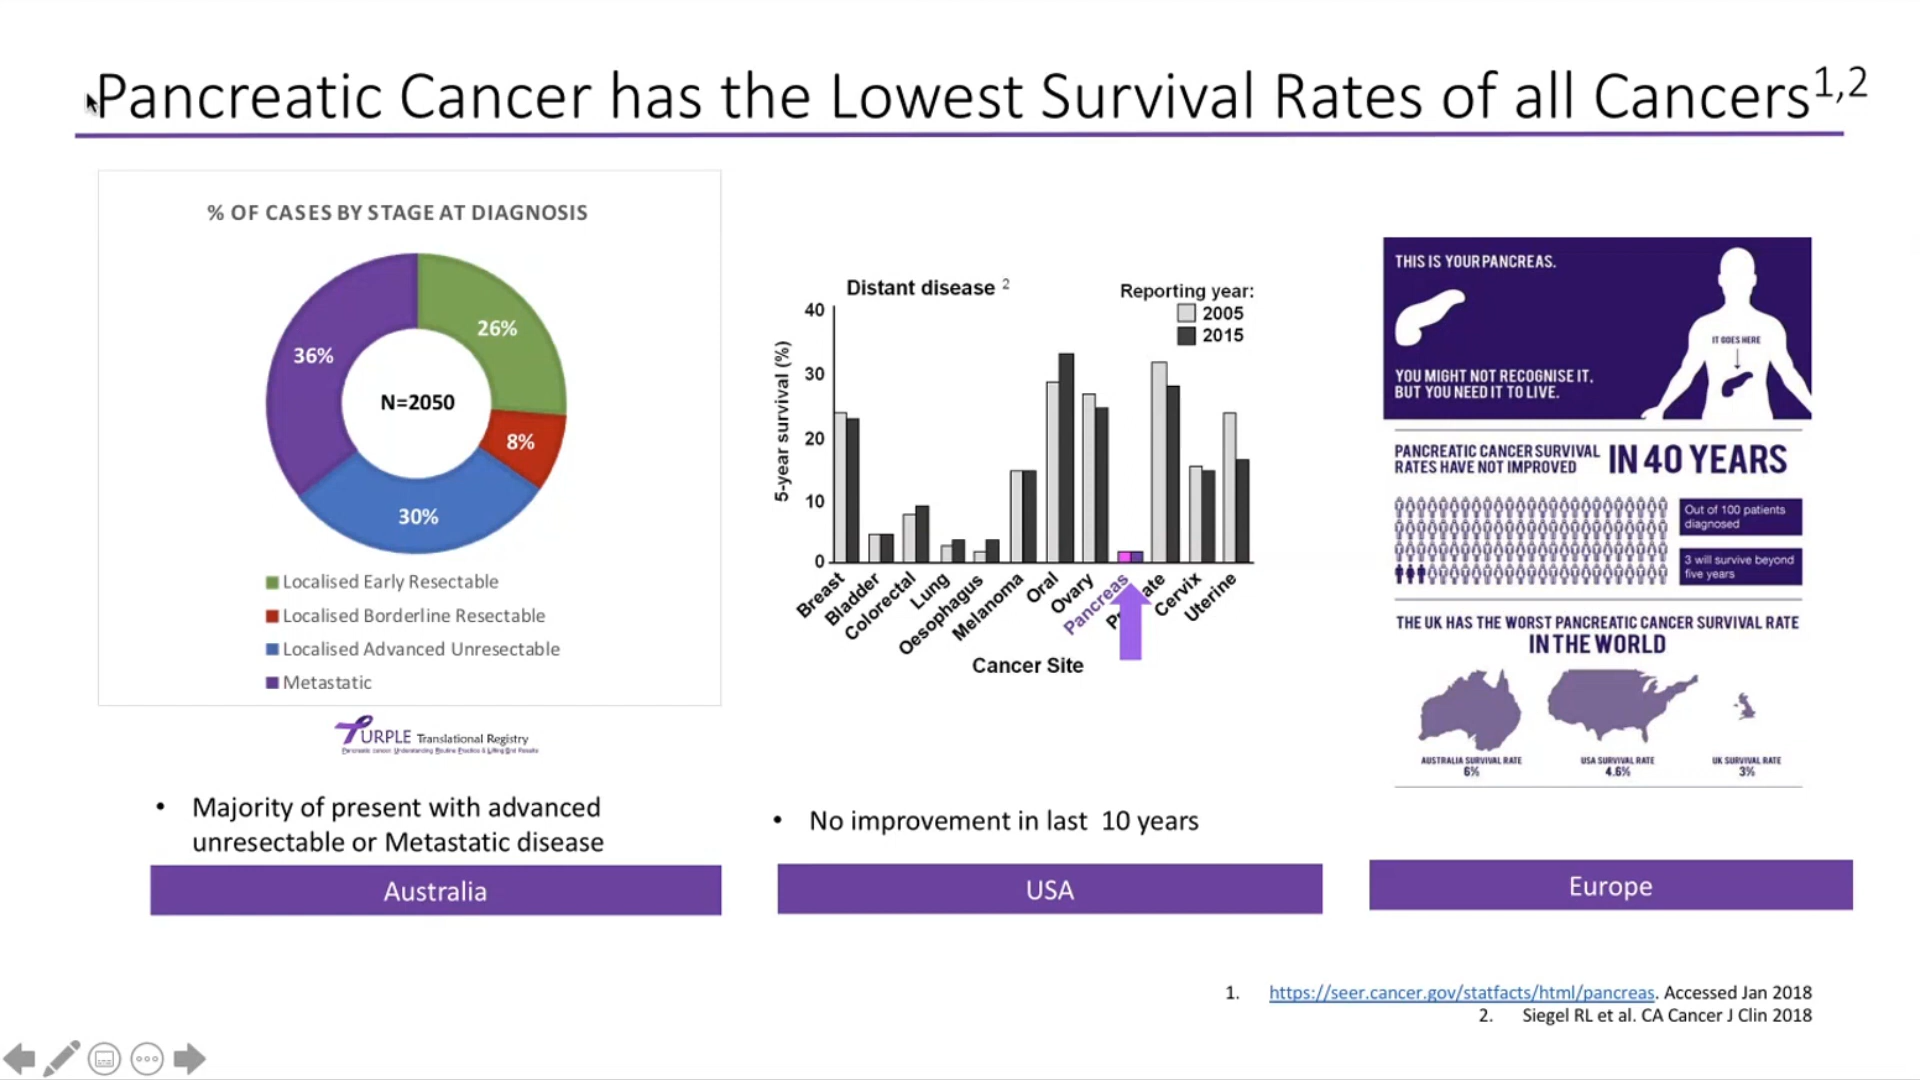 Pancreatic Cancer has the Lowest Survival Rates of all Cancers1,2
% OF CASES BY STAGE AT DIAGNOSIS
26%
36%
N=2050
8%
30%
Localised Early Resectable
Localised Borderline Resectable
Localised Advanced Unresectable
Metastatic
PURPLE Translational Registry
Pancreatic cancer: Understanding Routine Practice & Lifting End Results
• Majority of present with advanced
unresectable or Metastatic disease
Australia
Distant disease 2
Reporting year:
2005
2015
5-year survival (%)
40
30
20
10
0
Breast
Bladder
Colorectal
Lung
Oesophagus
Melanoma
Oral
Ovary
Pancreas
Cervix
Uterine
Cancer Site
• No improvement in last 10 years
USA
THIS IS YOUR PANCREAS.
IT GOES HERE
YOU MIGHT NOT RECOGNISE IT,
BUT YOU NEED IT TO LIVE.
PANCREATIC CANCER SURVIVAL
RATES HAVE NOT IMPROVED
IN 40 YEARS
Out of 100 patients
diagnosed
3 will survive beyond
five years
THE UK HAS THE WORST PANCREATIC CANCER SURVIVAL RATE
IN THE WORLD
AUSTRALIA SURVIVAL RATE
6%
USA SURVIVAL RATE
4.6%
UK SURVIVAL RATE
3%
Europe
1. https://seer.cancer.gov/statfacts/html/pancreas. Accessed Jan 2018
2. Siegel RL et al. CA Cancer J Clin 2018